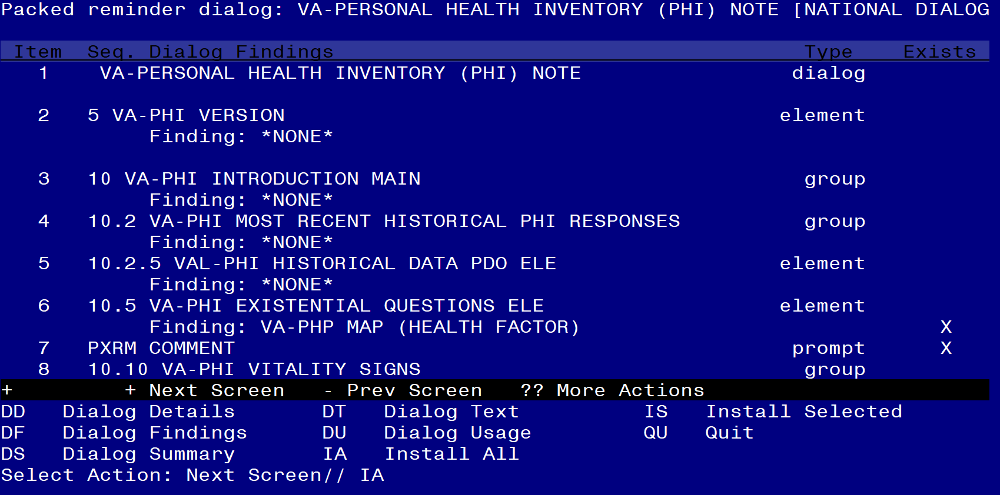 Packed reminder dialog: VA-PERSONAL HEALTH INVENTORY (PHI) NOTE [NATIONAL DIALOG
Item Seq. Dialog Findings Type Exists
1 VA-PERSONAL HEALTH INVENTORY (PHI) NOTE dialog
2 5 VA-PHI VERSION element
Finding: *NONE*
3 10 VA-PHI INTRODUCTION MAIN group
Finding: *NONE*
4 10.2 VA-PHI MOST RECENT HISTORICAL PHI RESPONSES group
Finding: *NONE*
5 10.2.5 VAL-PHI HISTORICAL DATA PDO ELE element
Finding: *NONE*
6 10.5 VA-PHI EXISTENTIAL QUESTIONS ELE element
Finding: VA-PHP MAP (HEALTH FACTOR) X
7 PXRM COMMENT prompt X
8 10.10 VA-PHI VITALITY SIGNS group
+ + Next Screen - Prev Screen ?? More Actions
DD Dialog Details DT Dialog Text IS Install Selected
DF Dialog Findings DU Dialog Usage QU Quit
DS Dialog Summary IA Install All
Select Action: Next Screen// IA